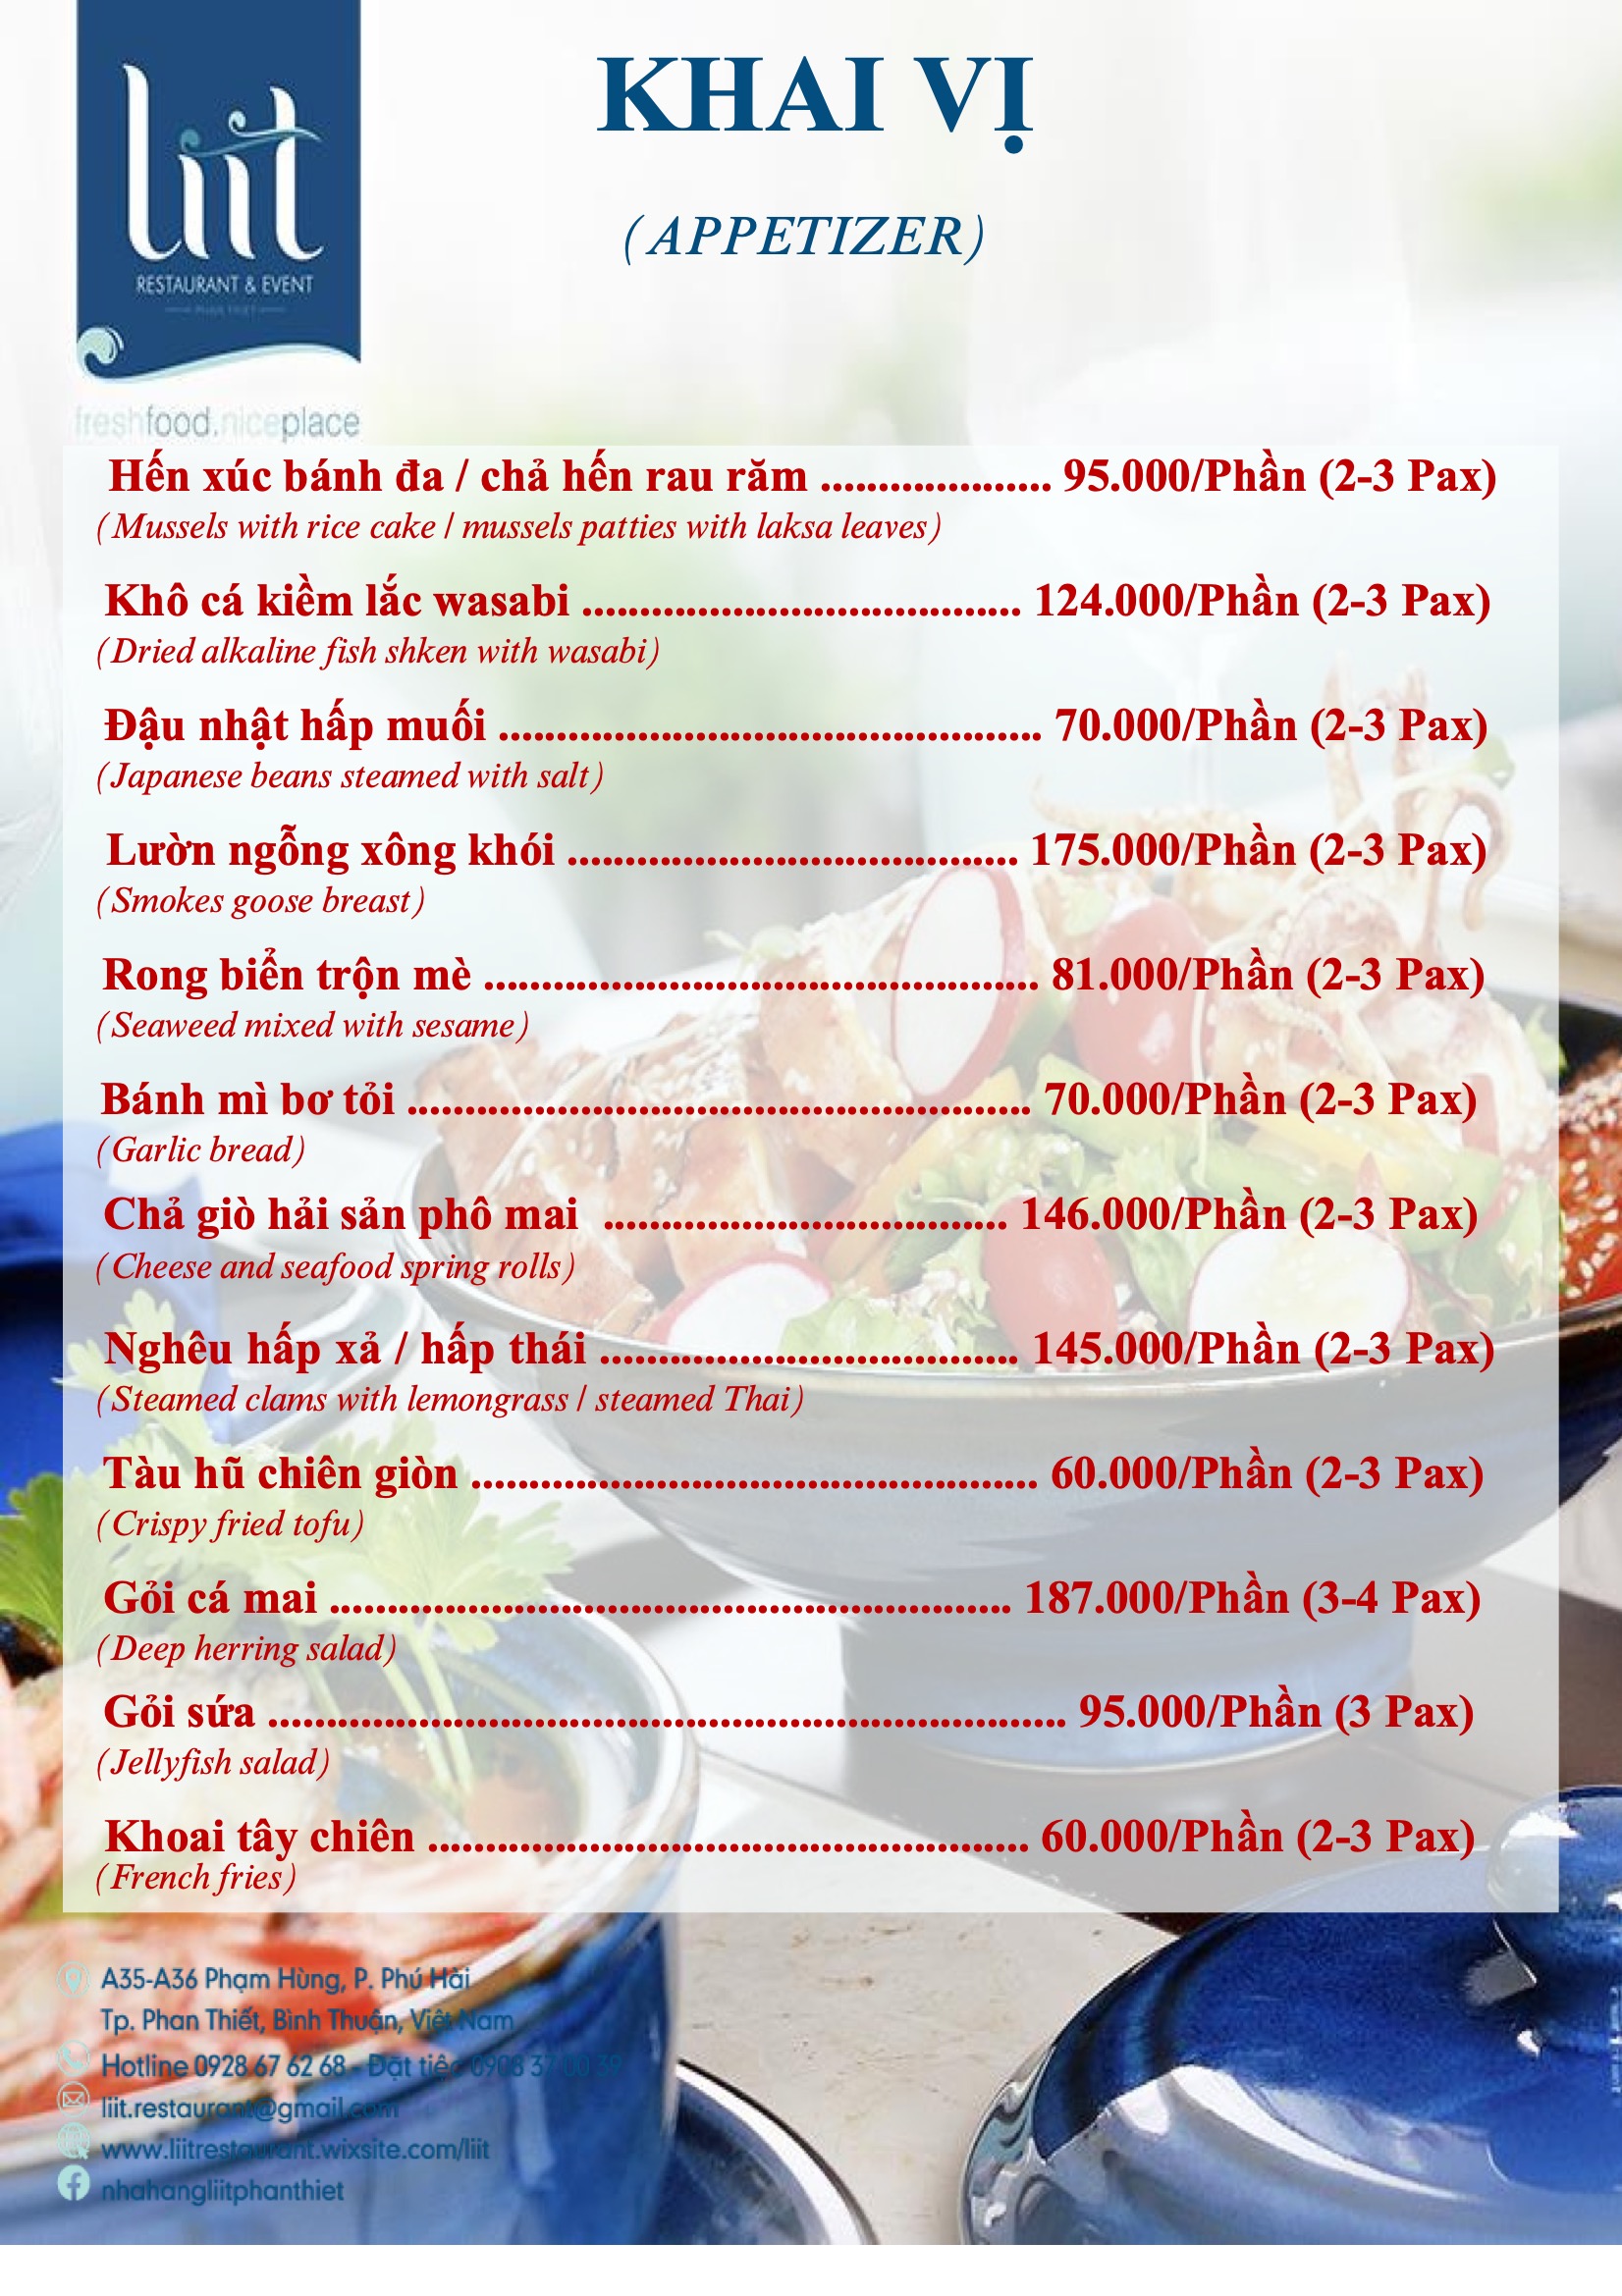 liit
RESTAURANT & EVENT
PHAN THIET
freshfood.niceplace
KHAI VỊ
(APPETIZER)
Hến xúc bánh đa / chả hến rau răm .................... 95.000/Phần (2-3 Pax)
(Mussels with rice cake / mussels patties with laksa leaves)
Khô cá kiềm lắc wasabi ...................................... 124.000/Phần (2-3 Pax)
(Dried alkaline fish shken with wasabi)
Đậu nhật hấp muối ............................................... 70.000/Phần (2-3 Pax)
(Japanese beans steamed with salt)
Lườn ngỗng xông khói ....................................... 175.000/Phần (2-3 Pax)
(Smokes goose breast)
Rong biển trộn mè ................................................ 81.000/Phần (2-3 Pax)
(Seaweed mixed with sesame)
Bánh mì bơ tỏi ...................................................... 70.000/Phần (2-3 Pax)
(Garlic bread)
Chả giò hải sản phô mai ................................... 146.000/Phần (2-3 Pax)
(Cheese and seafood spring rolls)
Nghêu hấp xả / hấp thái .................................... 145.000/Phần (2-3 Pax)
(Steamed clams with lemongrass / steamed Thai)
Tàu hũ chiên giòn ................................................. 60.000/Phần (2-3 Pax)
(Crispy fried tofu)
Gỏi cá mai ........................................................... 187.000/Phần (3-4 Pax)
(Deep herring salad)
Gỏi sứa ..................................................................... 95.000/Phần (3 Pax)
(Jellyfish salad)
Khoai tây chiên .................................................... 60.000/Phần (2-3 Pax)
(French fries)
A35-A36 Phạm Hùng, P. Phú Hài
Tp. Phan Thiết, Bình Thuận, Việt Nam
Hotline 0928 67 62 68 - Đặt tiệc 0908 37 00 39
liit.restaurant@gmail.com
www.liitrestaurant.wixsite.com/liit
nhahangliitphanthiet